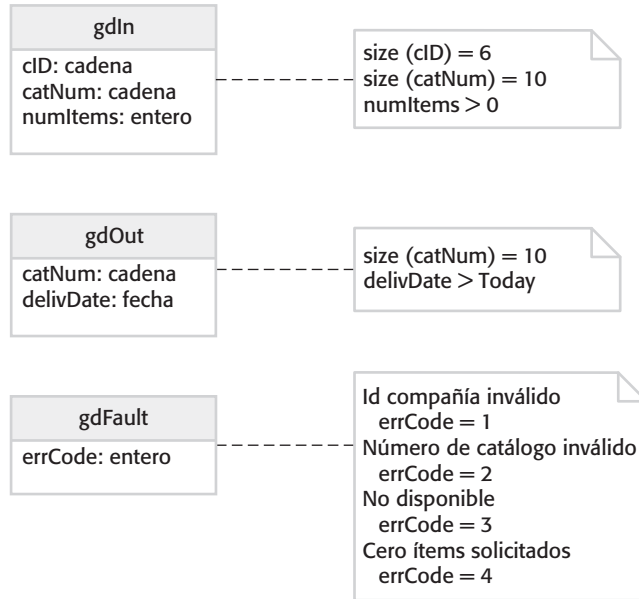 gdIn
cID: cadena
catNum: cadena
numItems: entero
size (cID) = 6
size (catNum) = 10
numItems > 0
gdOut
catNum: cadena
delivDate: fecha
size (catNum) = 10
delivDate > Today
gdFault
errCode: entero
Id compañía inválido
errCode = 1
Número de catálogo inválido
errCode = 2
No disponible
errCode = 3
Cero ítems solicitados
errCode = 4